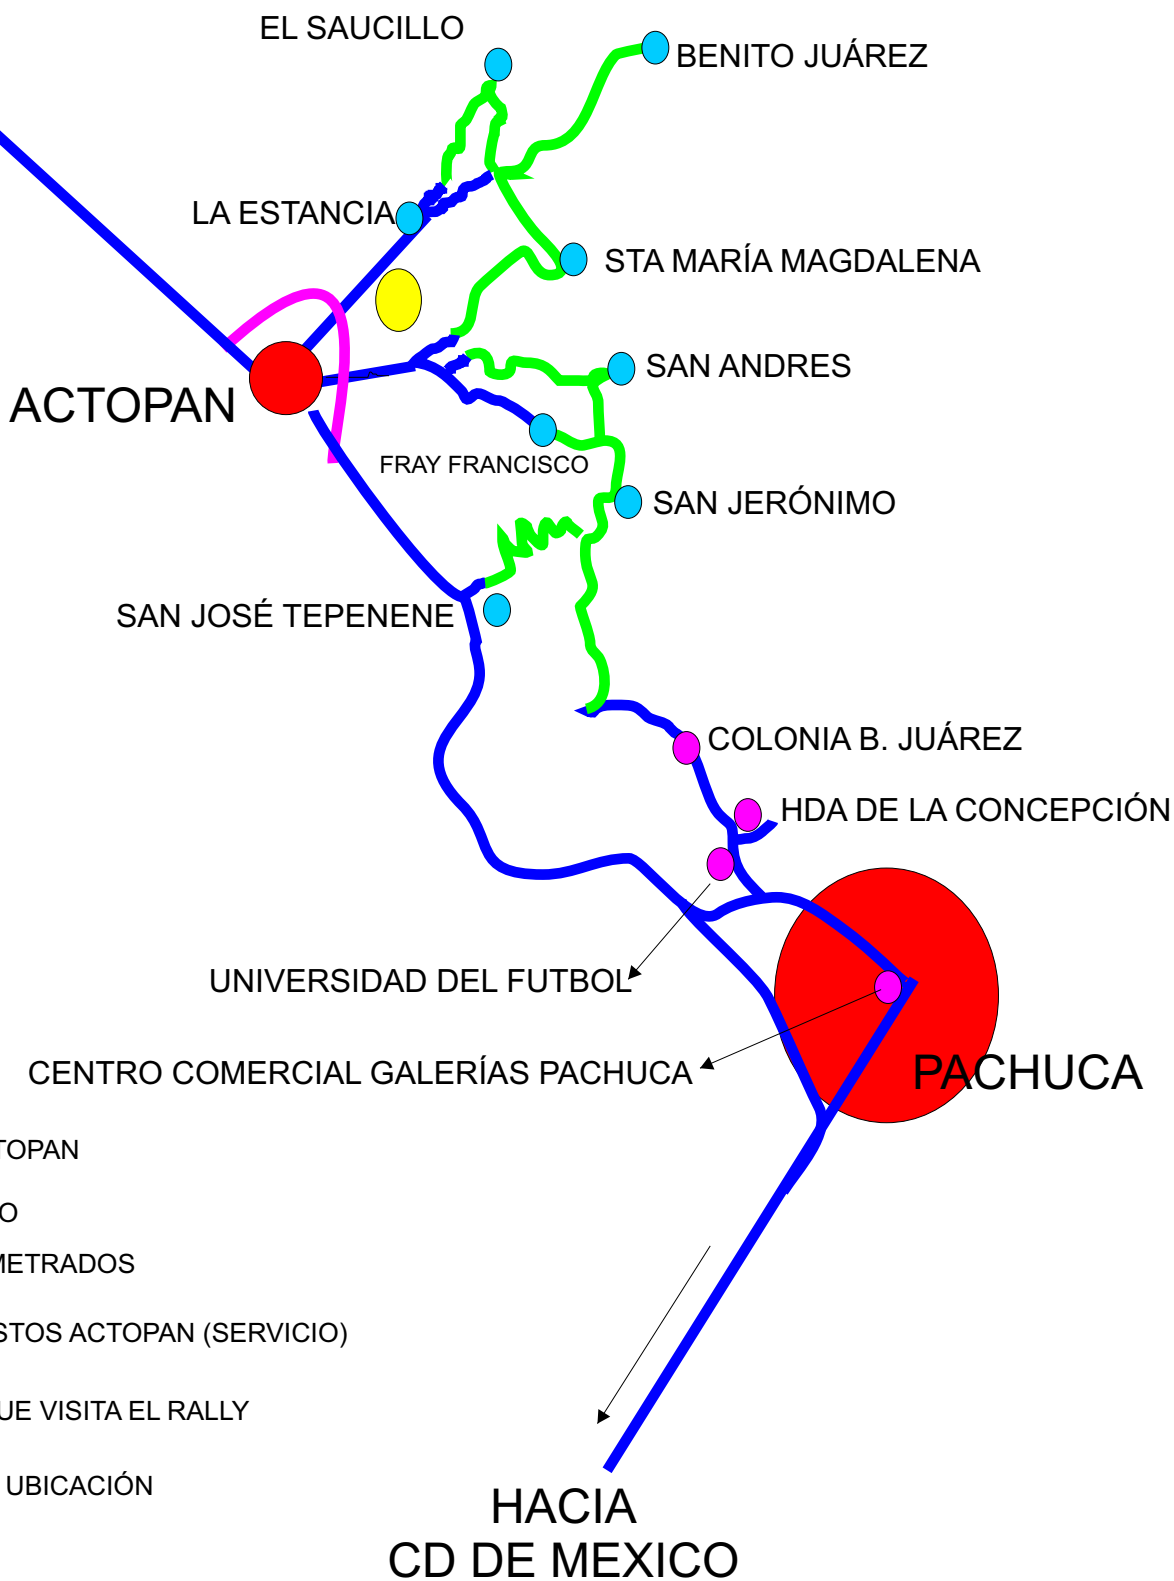 EL SAUCILLO
BENITO JUÁREZ
LA ESTANCIA
STA MARÍA MAGDALENA
SAN ANDRES
ACTOPAN
FRAY FRANCISCO
SAN JERÓNIMO
SAN JOSÉ TEPENENE
COLONIA B. JUÁREZ
HDA DE LA CONCEPCIÓN
UNIVERSIDAD DEL FUTBOL
CENTRO COMERCIAL GALERÍAS PACHUCA
PACHUCA
TOPAN
O
METRADOS
STOS ACTOPAN (SERVICIO)
UE VISITA EL RALLY
UBICACIÓN
HACIA
CD DE MEXICO